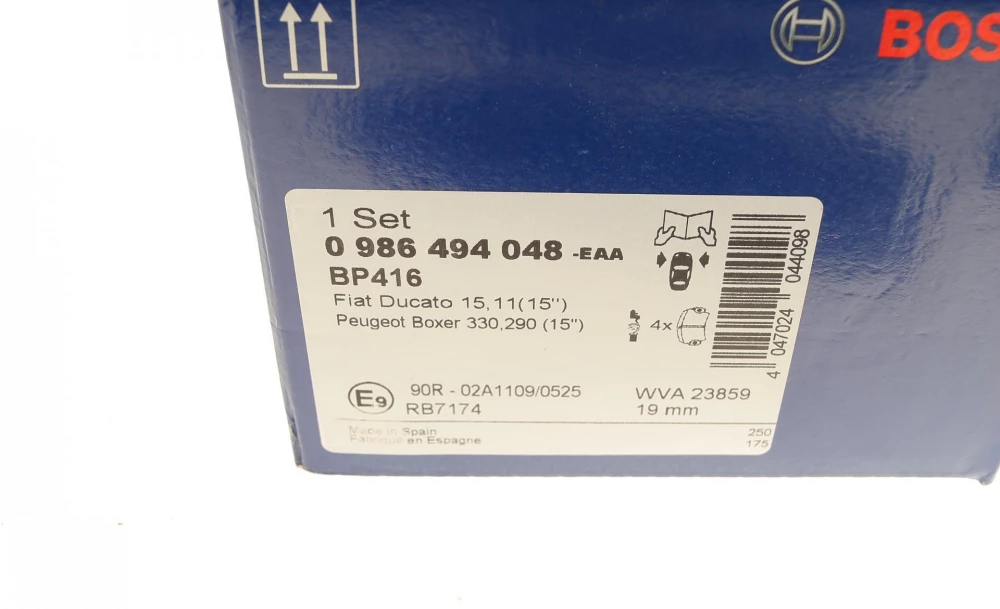 BOS
1 Set
0 986 494 048 -EAA
BP416
Fiat Ducato 15,11(15")
Peugeot Boxer 330,290 (15")
4x
4 047024 044098
E9
90R - 02A1109/0525
RB7174
WVA 23859
19 mm
Made in Spain
Fabriqué en Espagne
250
175